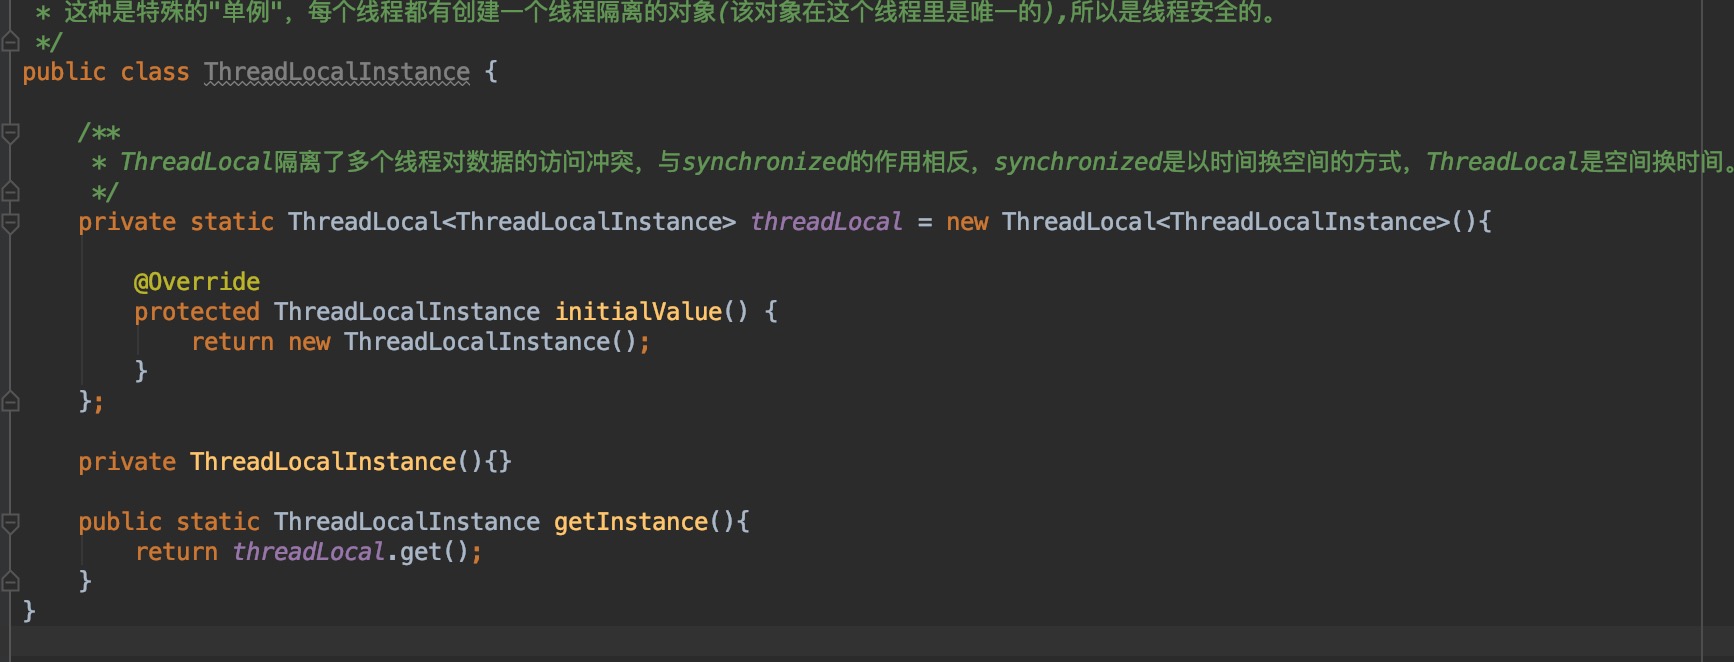 * 这种是特殊的"单例"，每个线程都有创建一个线程隔离的对象(该对象在这个线程里是唯一的),所以是线程安全的。
*/
public class ThreadLocalInstance {
/**
* ThreadLocal隔离了多个线程对数据的访问冲突，与synchronized的作用相反，synchronized是以时间换空间的方式，ThreadLocal是空间换时间。
*/
private static ThreadLocal<ThreadLocalInstance> threadLocal = new ThreadLocal<ThreadLocalInstance>(){
@Override
protected ThreadLocalInstance initialValue() {
return new ThreadLocalInstance();
}
};
private ThreadLocalInstance(){}
public static ThreadLocalInstance getInstance(){
return threadLocal.get();
}
}